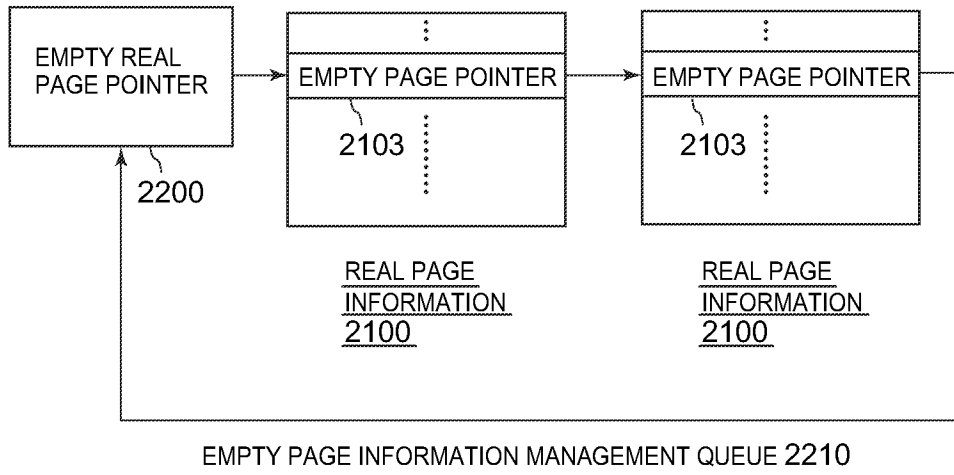 EMPTY REAL
PAGE POINTER
2200
EMPTY PAGE POINTER
2103
REAL PAGE
INFORMATION
2100
EMPTY PAGE POINTER
2103
REAL PAGE
INFORMATION
2100
EMPTY PAGE INFORMATION MANAGEMENT QUEUE 2210